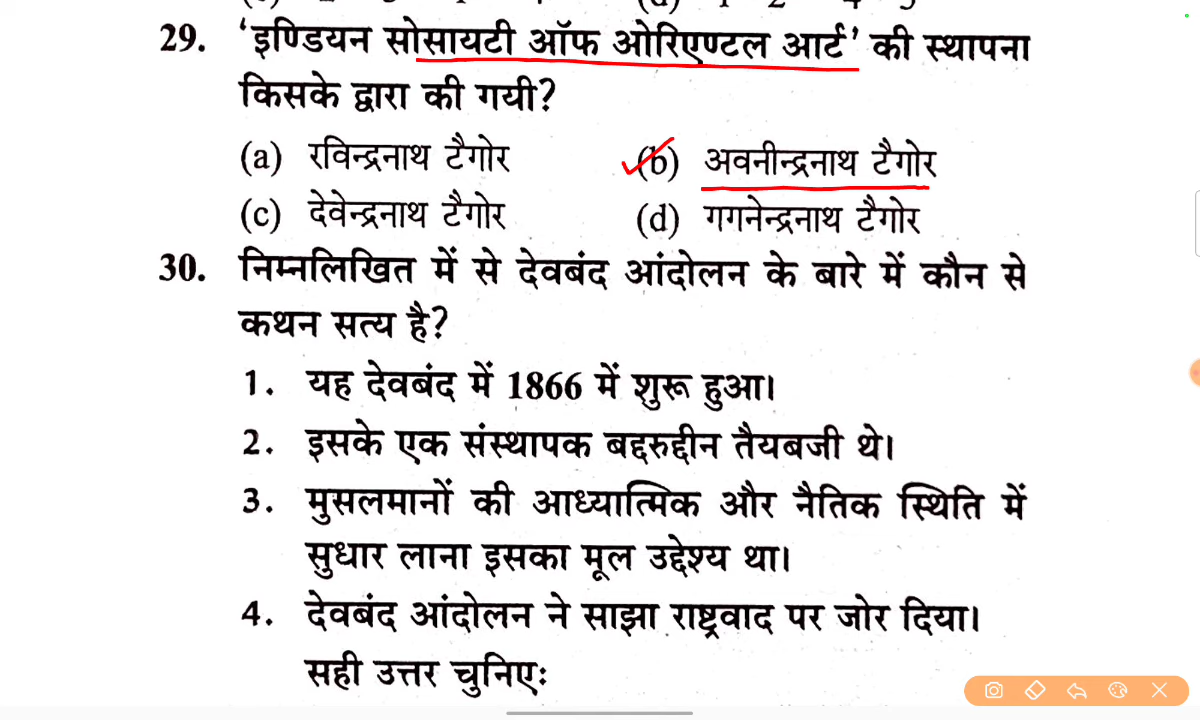 29. 'इण्डियन सोसायटी ऑफ ओरिएण्टल आर्ट' की स्थापना
किसके द्वारा की गयी?
(a) रविन्द्रनाथ टैगोर (b) अवनीन्द्रनाथ टैगोर
(c) देवेन्द्रनाथ टैगोर (d) गगनेन्द्रनाथ टैगोर
30. निम्नलिखित में से देवबंद आंदोलन के बारे में कौन से
कथन सत्य है?
1. यह देवबंद में 1866 में शुरू हुआ।
2. इसके एक संस्थापक बद्दरुद्दीन तैयबजी थे।
3. मुसलमानों की आध्यात्मिक और नैतिक स्थिति में
सुधार लाना इसका मूल उद्देश्य था।
4. देवबंद आंदोलन ने साझा राष्ट्रवाद पर जोर दिया।
सही उत्तर चुनिएः